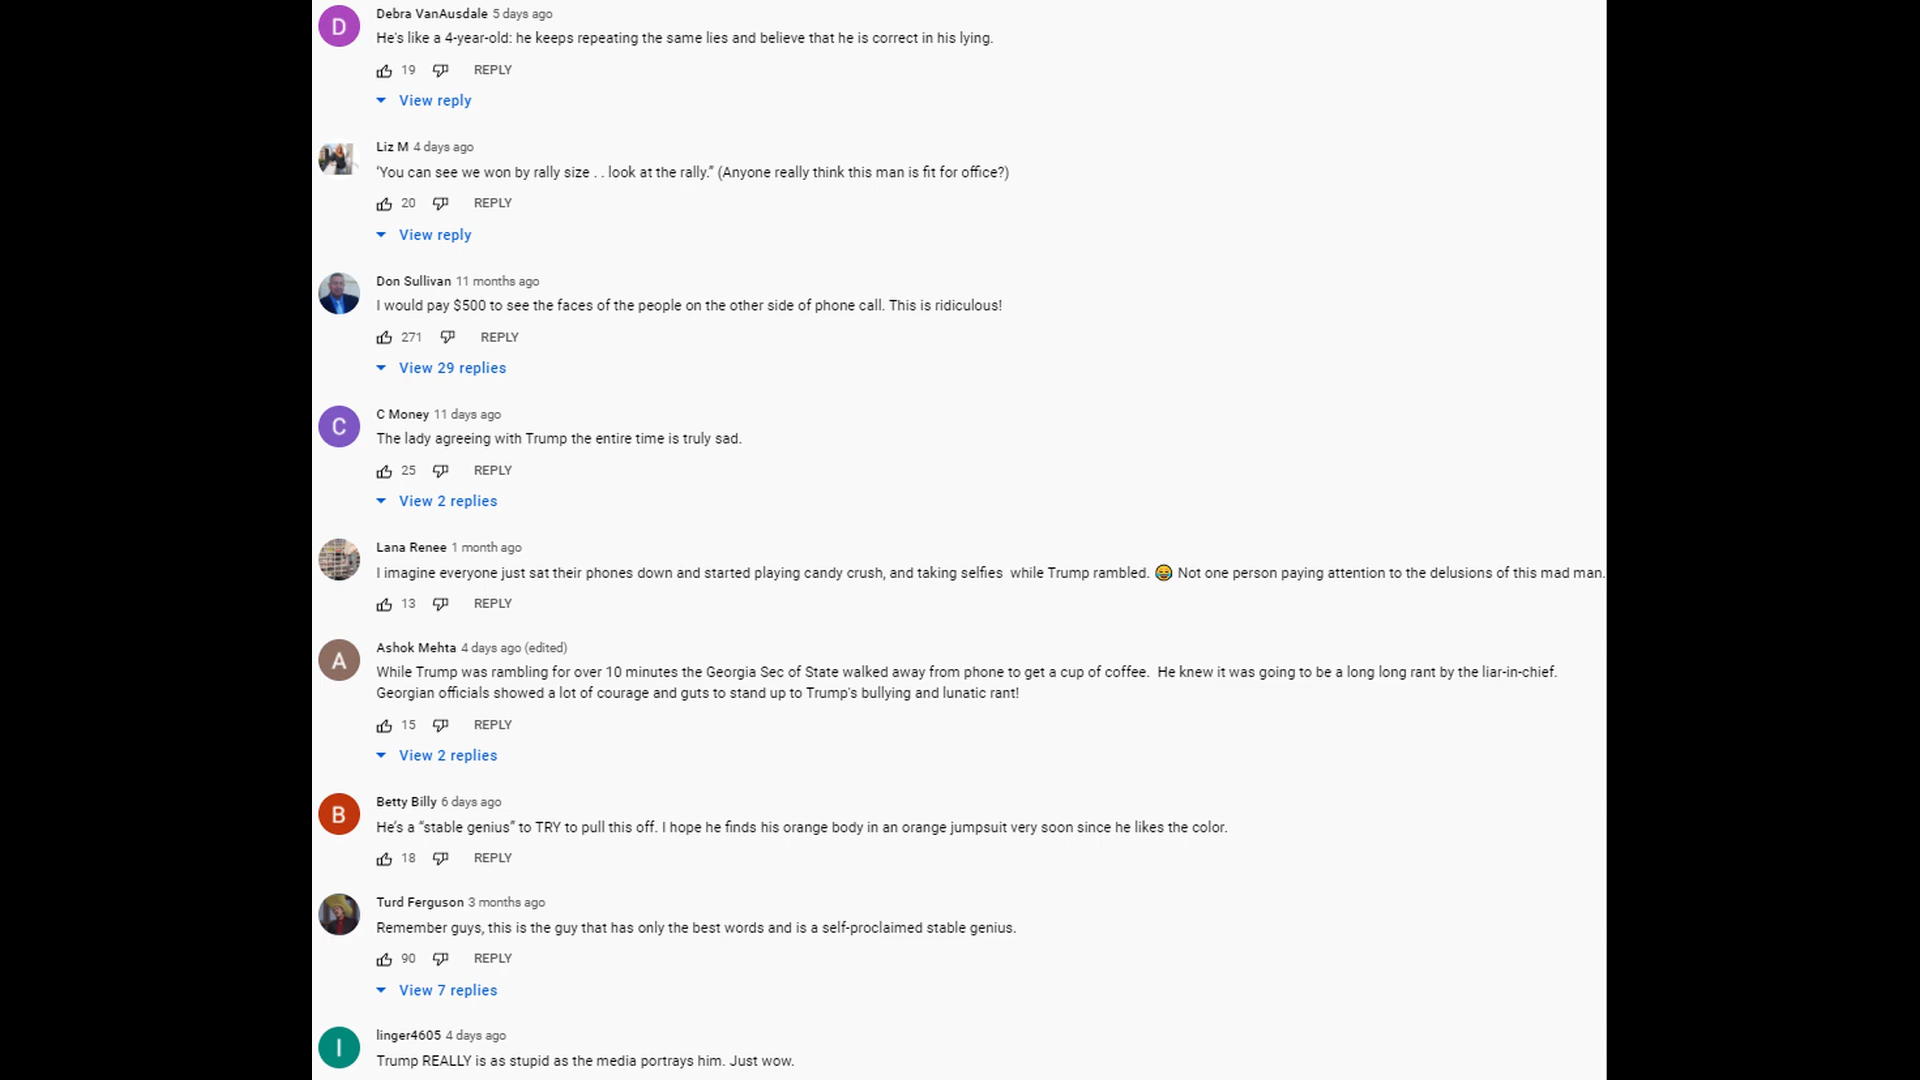 D
Debra VanAusdale 5 days ago
He's like a 4-year-old: he keeps repeating the same lies and believe that he is correct in his lying.
19 REPLY
View reply
Liz M 4 days ago
'You can see we won by rally size . . look at the rally.” (Anyone really think this man is fit for office?)
20 REPLY
View reply
Don Sullivan 11 months ago
I would pay $500 to see the faces of the people on the other side of phone call. This is ridiculous!
271 REPLY
View 29 replies
C
C Money 11 days ago
The lady agreeing with Trump the entire time is truly sad.
25 REPLY
View 2 replies
Lana Renee 1 month ago
I imagine everyone just sat their phones down and started playing candy crush, and taking selfies while Trump rambled. 😂 Not one person paying attention to the delusions of this mad man.
13 REPLY
A
Ashok Mehta 4 days ago (edited)
While Trump was rambling for over 10 minutes the Georgia Sec of State walked away from phone to get a cup of coffee. He knew it was going to be a long long rant by the liar-in-chief.
Georgian officials showed a lot of courage and guts to stand up to Trump's bullying and lunatic rant!
15 REPLY
View 2 replies
B
Betty Billy 6 days ago
He's a “stable genius” to TRY to pull this off. I hope he finds his orange body in an orange jumpsuit very soon since he likes the color.
18 REPLY
Turd Ferguson 3 months ago
Remember guys, this is the guy that has only the best words and is a self-proclaimed stable genius.
90 REPLY
View 7 replies
l
linger4605 4 days ago
Trump REALLY is as stupid as the media portrays him. Just wow.